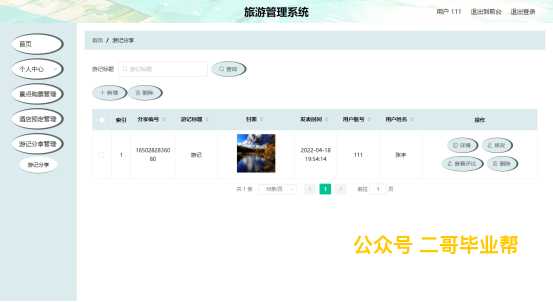 旅游管理系统
用户 111 退出到前台 退出登录
首页
个人中心
景点购票管理
酒店预定管理
游记分享管理
游记分享
首页 / 游记分享
游记标题 游记标题 查询
新增 删除
索引 分享编号 游记标题 封面 发表时间 用户账号 用户姓名 操作
1 16502828360 游记 2022-04-18 111 张宇 详情 修改
80 19:54:14 查看评论 删除
共 1 条 10条/页 1 前往 1 页
公众号 二哥毕业帮